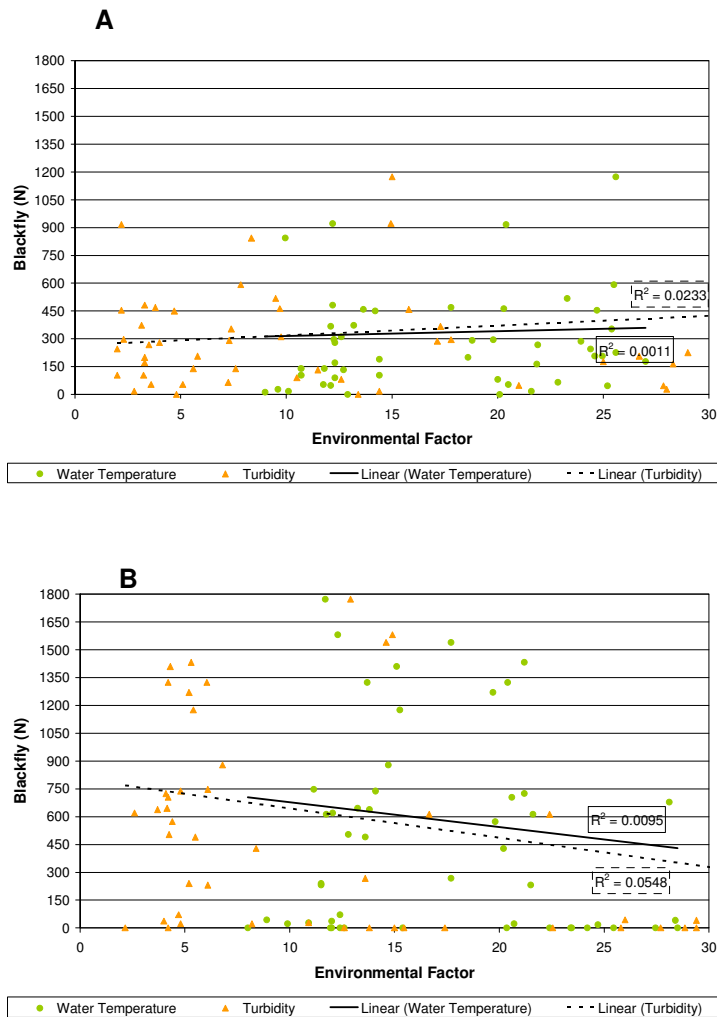 A
1800
1650
1500
1350
1200
1050
900
750
600
450
300
150
0
Blackfly (N)
R² = 0.0233
R² = 0.0011
0 5 10 15 20 25 30
Environmental Factor
Water Temperature Turbidity Linear (Water Temperature) Linear (Turbidity)
B
1800
1650
1500
1350
1200
1050
900
750
600
450
300
150
0
Blackfly (N)
R² = 0.0095
R² = 0.0548
0 5 10 15 20 25 30
Environmental Factor
Water Temperature Turbidity Linear (Water Temperature) Linear (Turbidity)